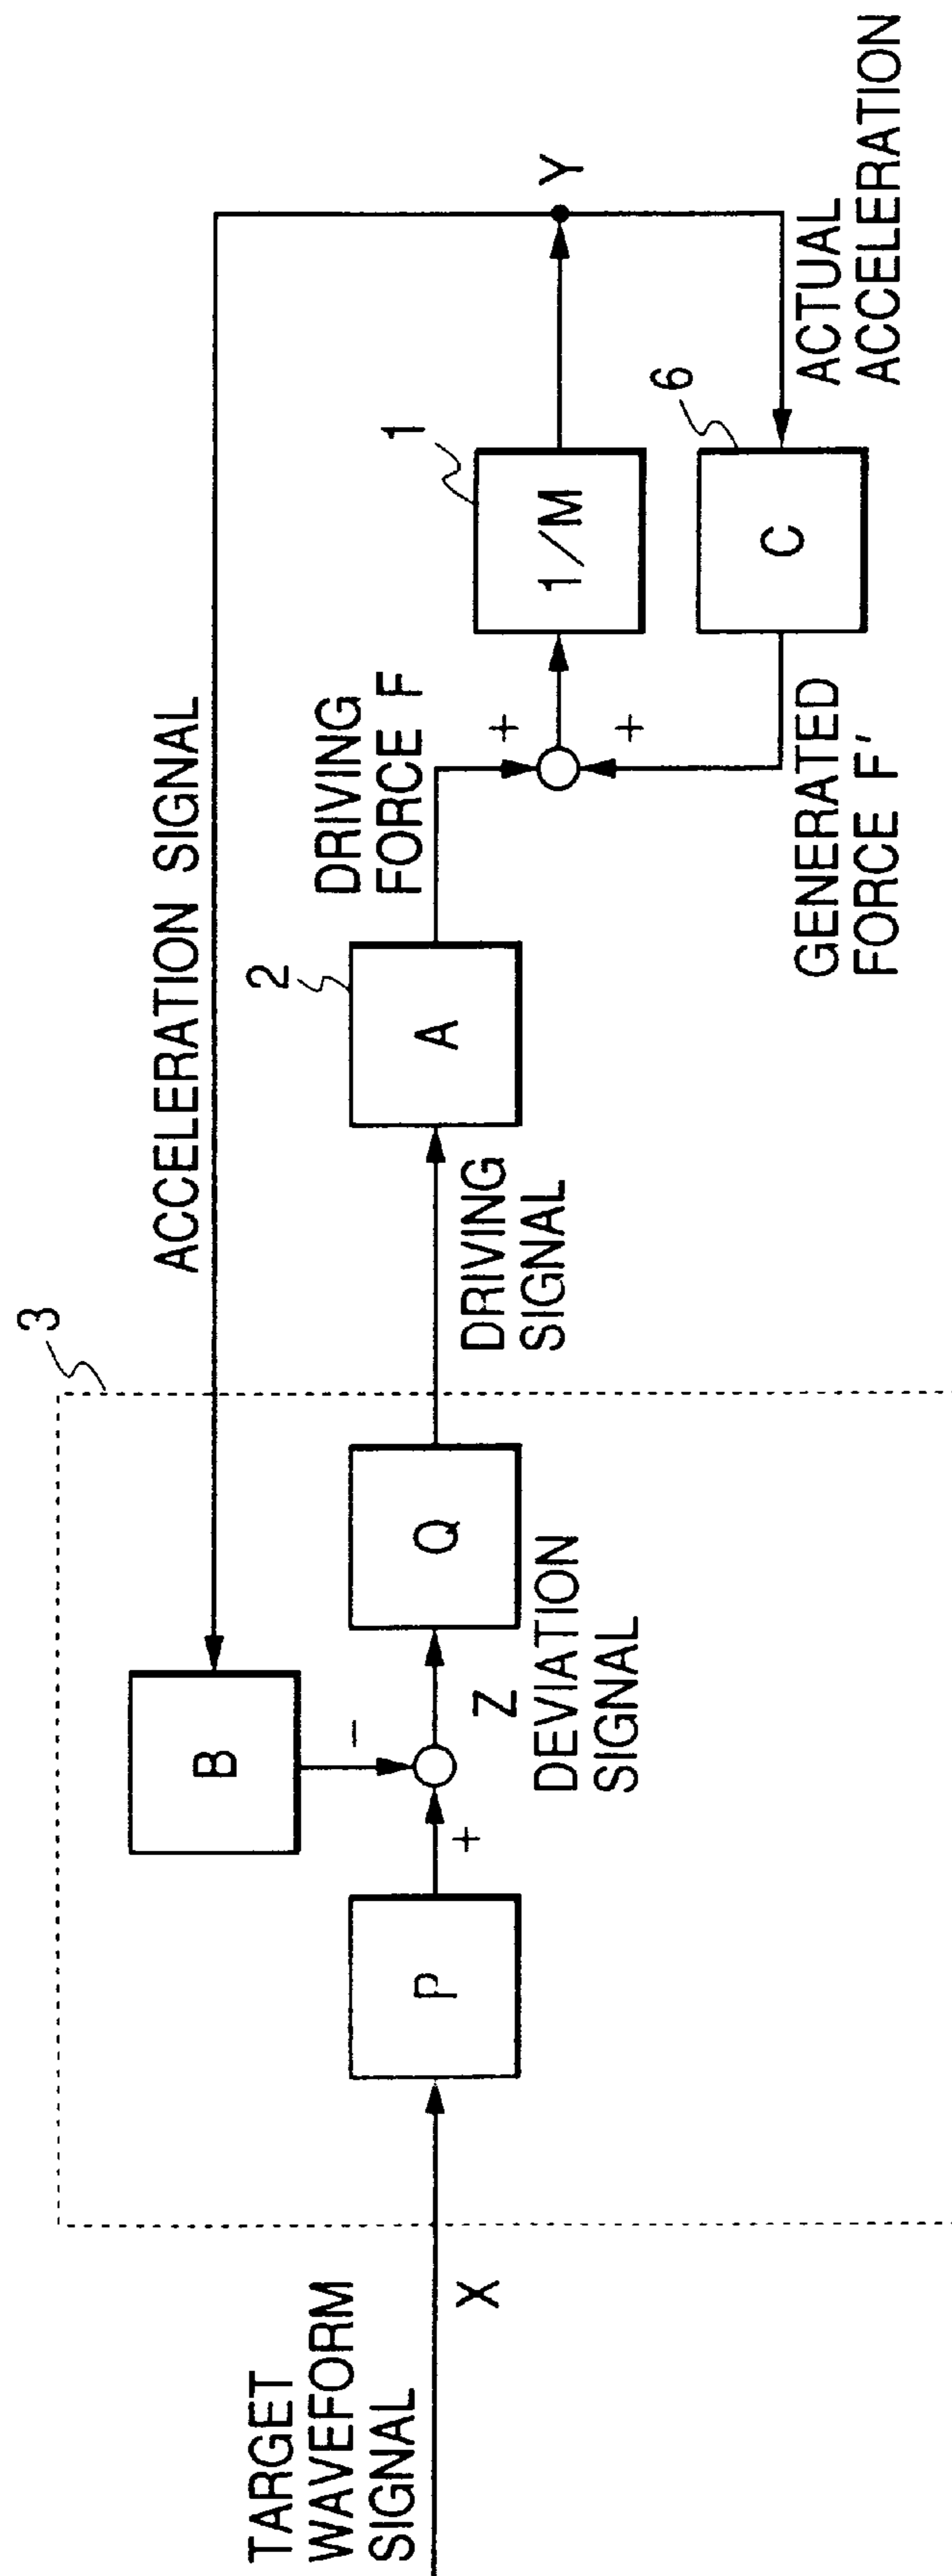 TARGET
WAVEFORM
SIGNAL
X
P
+
B
−
Z
DEVIATION
SIGNAL
Q
3
ACCELERATION SIGNAL
DRIVING
SIGNAL
2
A
DRIVING
FORCE F
+
+
GENERATED
FORCE F'
1
1/M
6
C
Y
ACTUAL
ACCELERATION